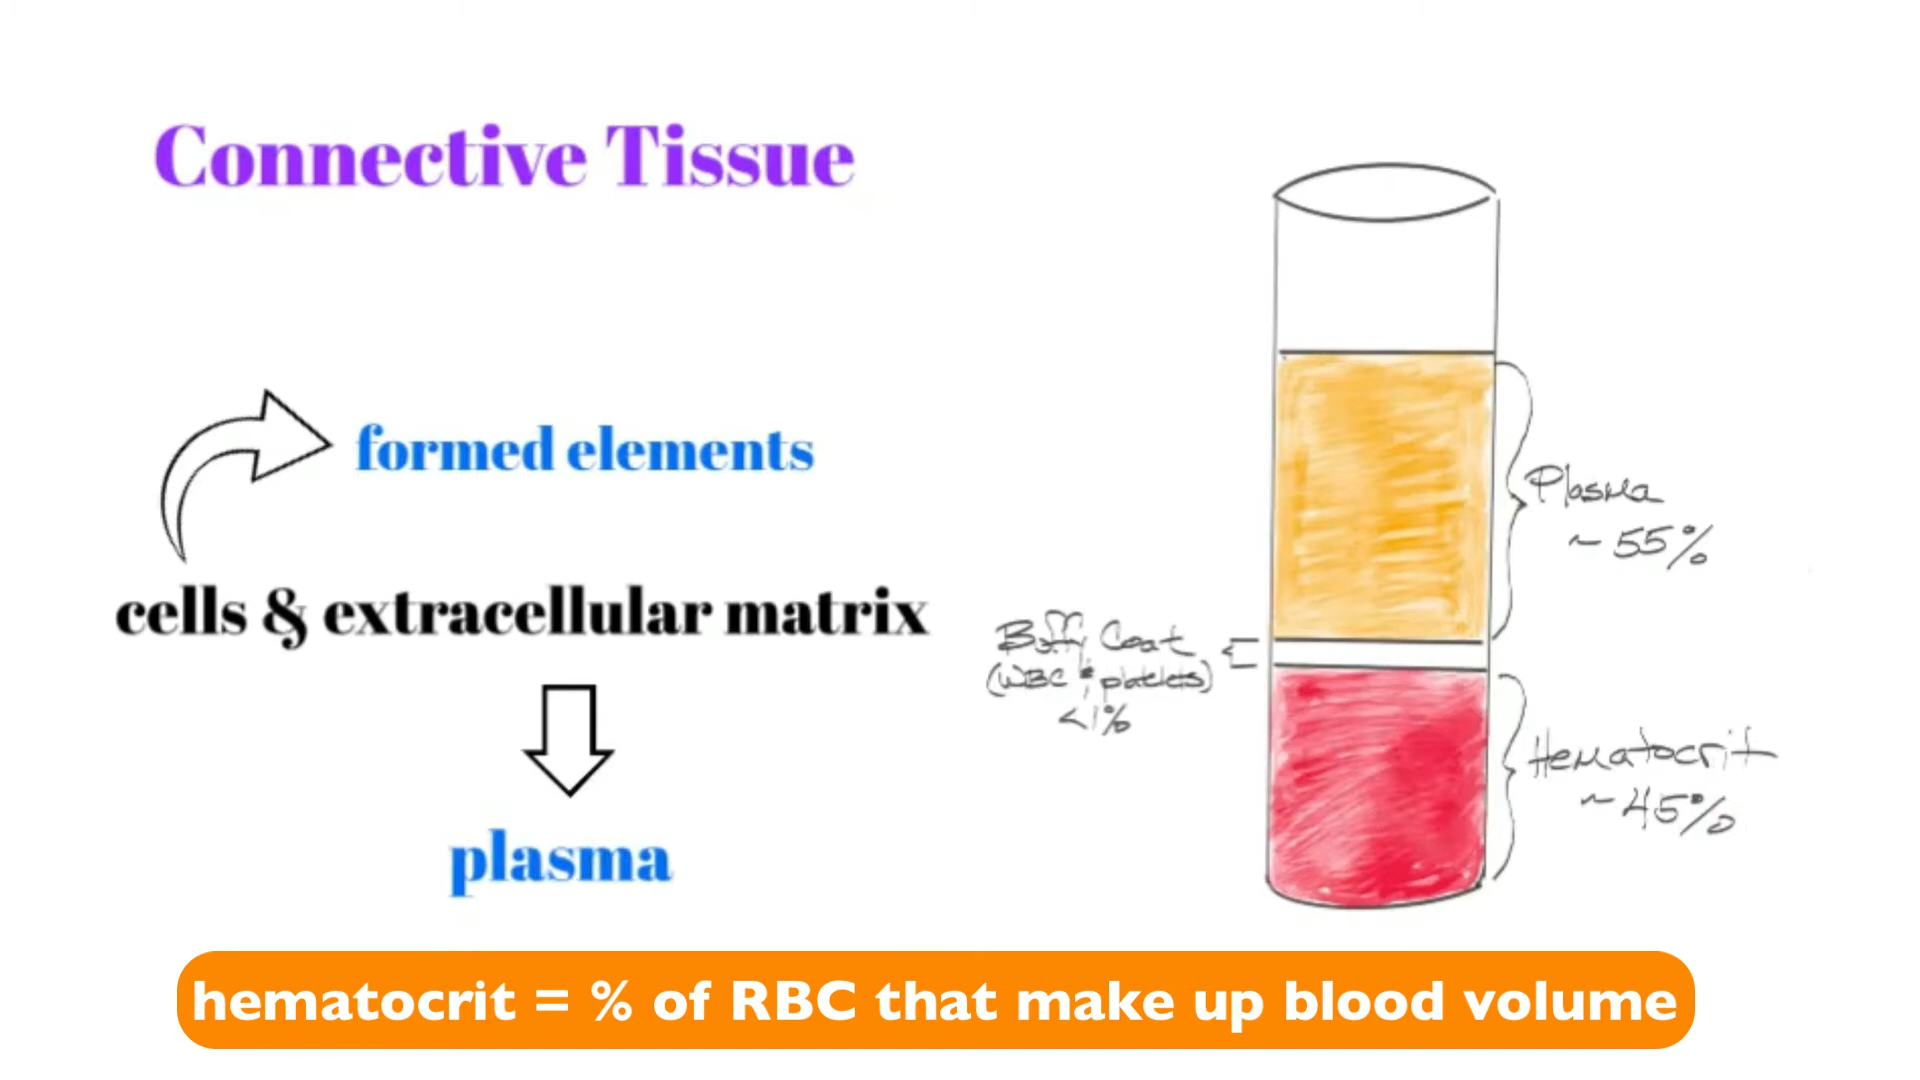 Connective Tissue
formed elements
cells & extracellular matrix
plasma
Plasma
~ 55%
Buffy Coat
(WBC & platelets)
<1%
Hematocrit
~ 45%
hematocrit = % of RBC that make up blood volume